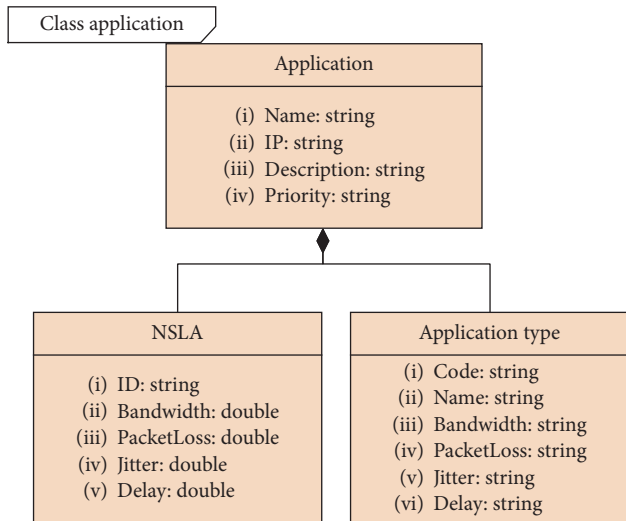 Class application
Application
(i) Name: string
(ii) IP: string
(iii) Description: string
(iv) Priority: string
NSLA
(i) ID: string
(ii) Bandwidth: double
(iii) PacketLoss: double
(iv) Jitter: double
(v) Delay: double
Application type
(i) Code: string
(ii) Name: string
(iii) Bandwidth: string
(iv) PacketLoss: string
(v) Jitter: string
(vi) Delay: string